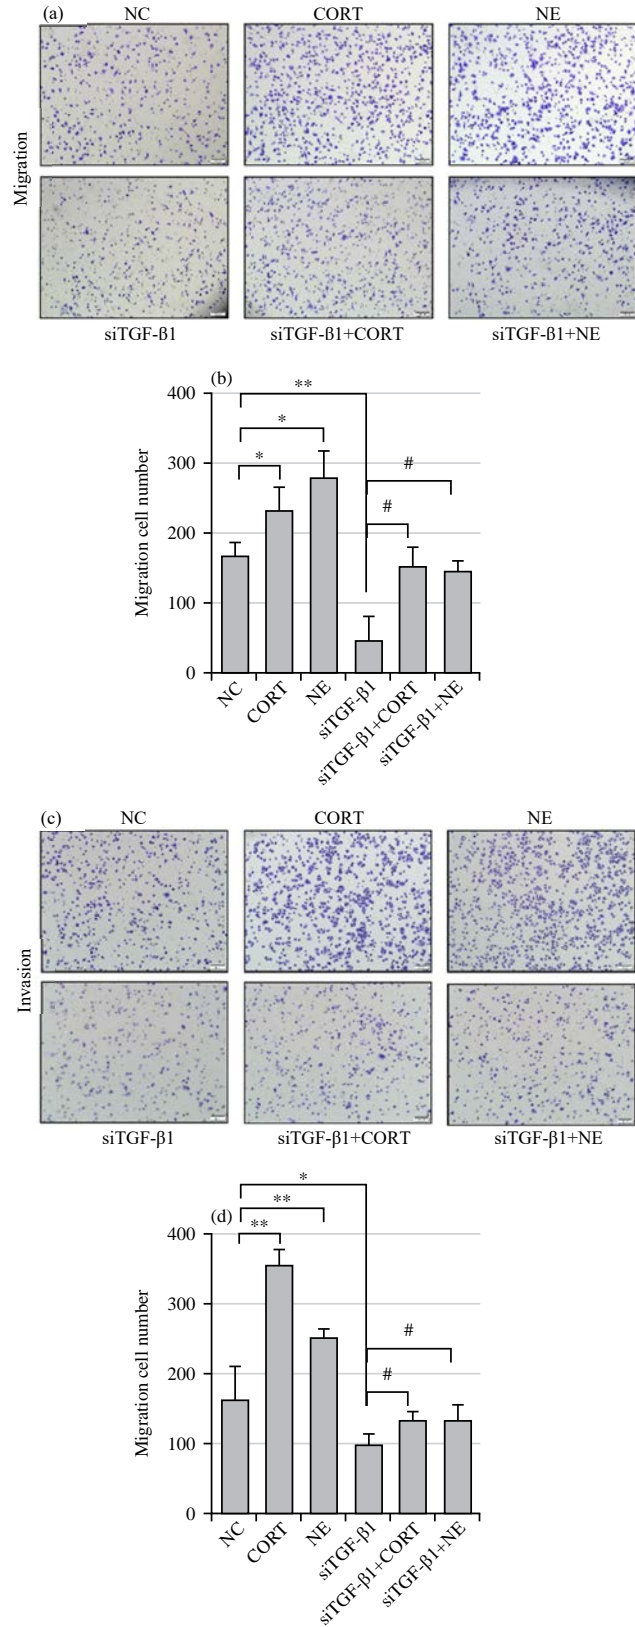 (a)
NC
CORT
NE
Migration
siTGF-ß1
siTGF-ß1+CORT
siTGF-ß1+NE
(b)
**
*
*
#
#
Migration cell number
400
300
200
100
0
NC
CORT
NE
siTGF-β1
siTGF-β1+CORT
siTGF-β1+NE
(c)
NC
CORT
NE
Invasion
siTGF-β1
siTGF-β1+CORT
siTGF-β1+NE
*
**
(d)
**
#
#
Migration cell number
400
300
200
100
0
NC
CORT
NE
siTGF-β1
siTGF-β1+CORT
siTGF-β1+NE